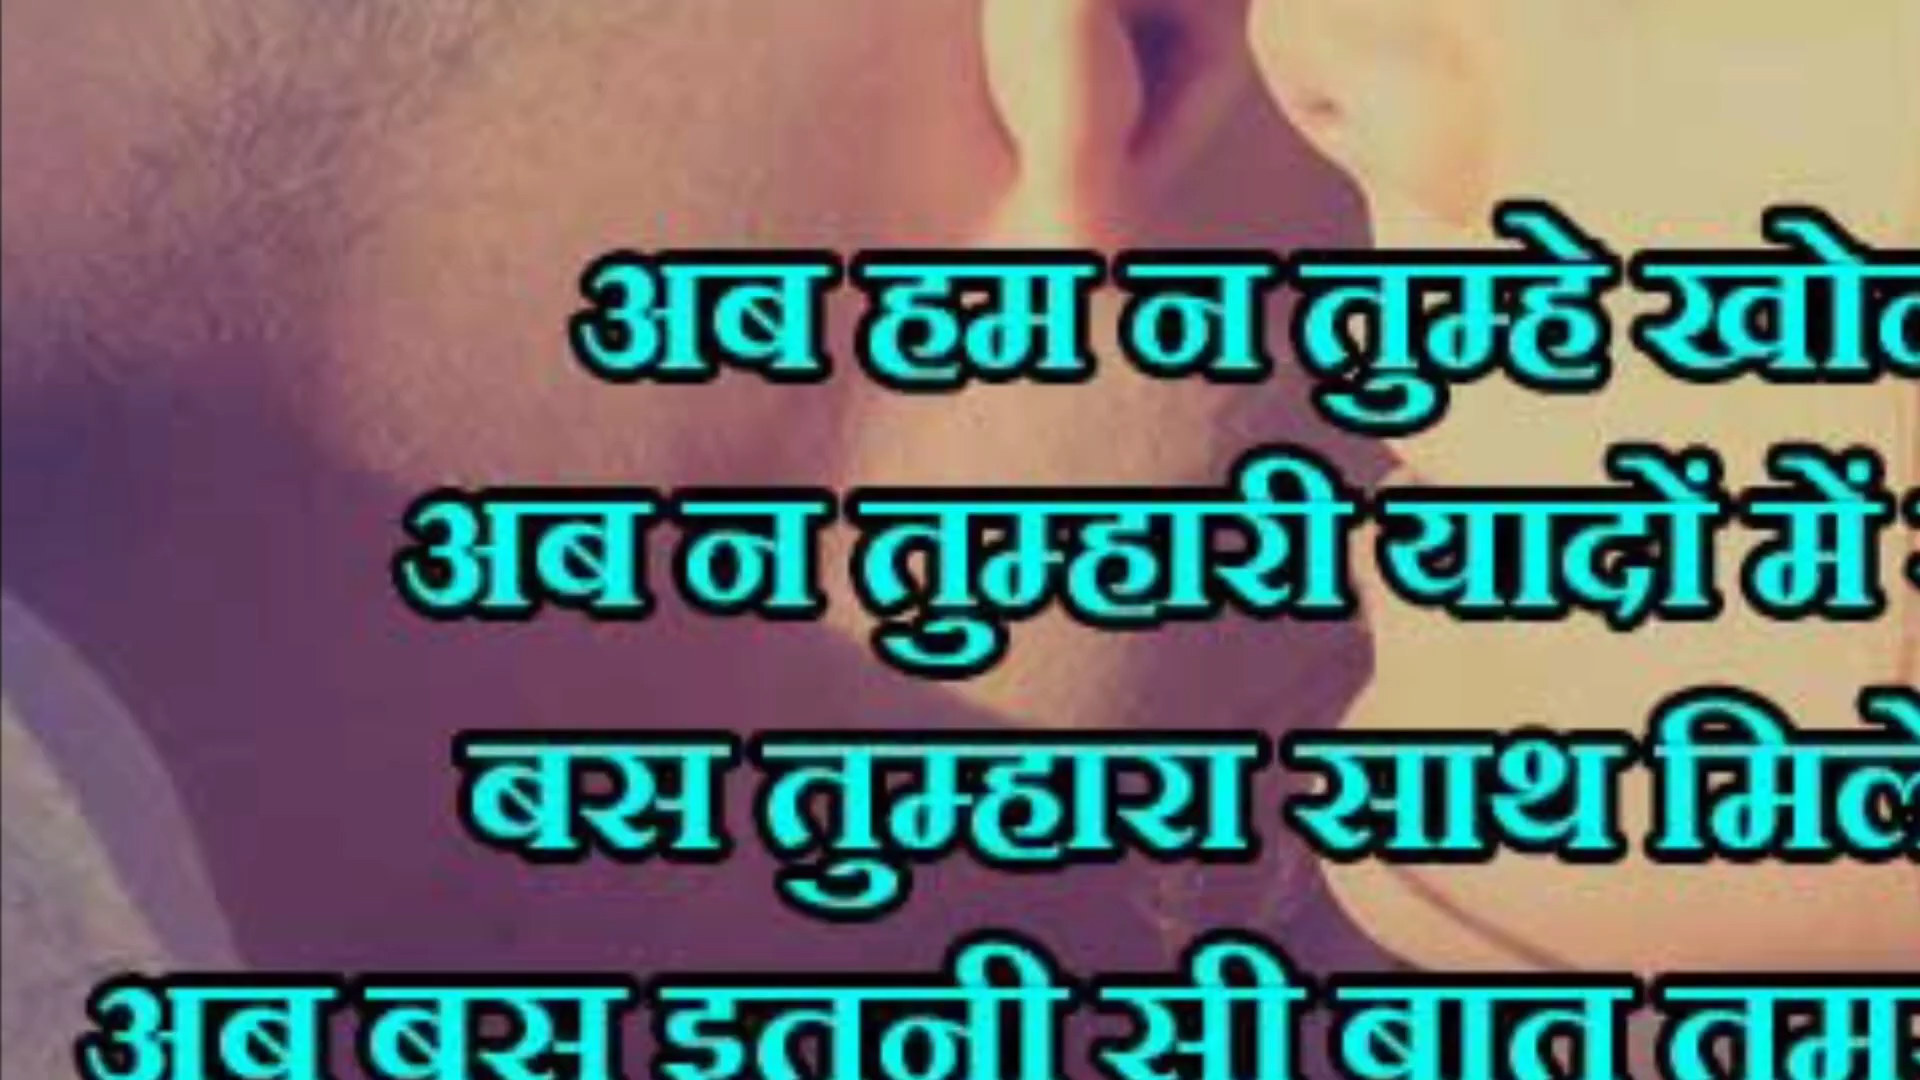 अब हम न तुम्हे
अब न तुम्हारी यादों में
बस तुम्हारा साथ
अब बस इतनी सी बात